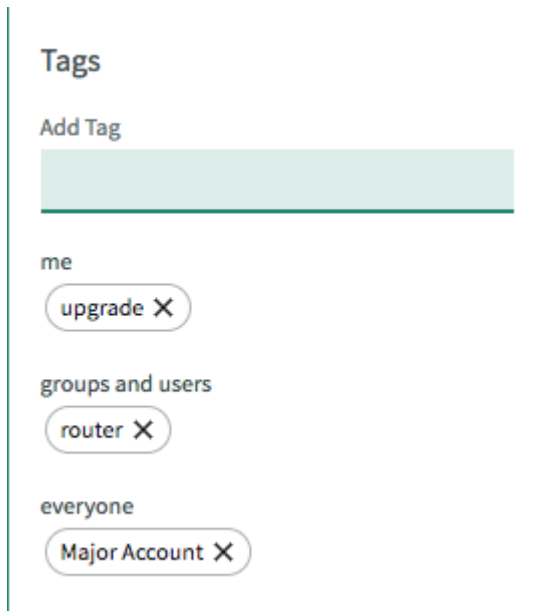 Tags
Add Tag
me
upgrade
groups and users
router
everyone
Major Account